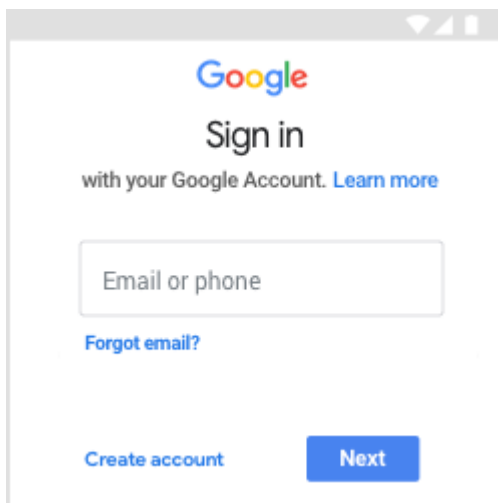 Google
Sign in
with your Google Account. Learn more
Email or phone
Forgot email?
Create account Next